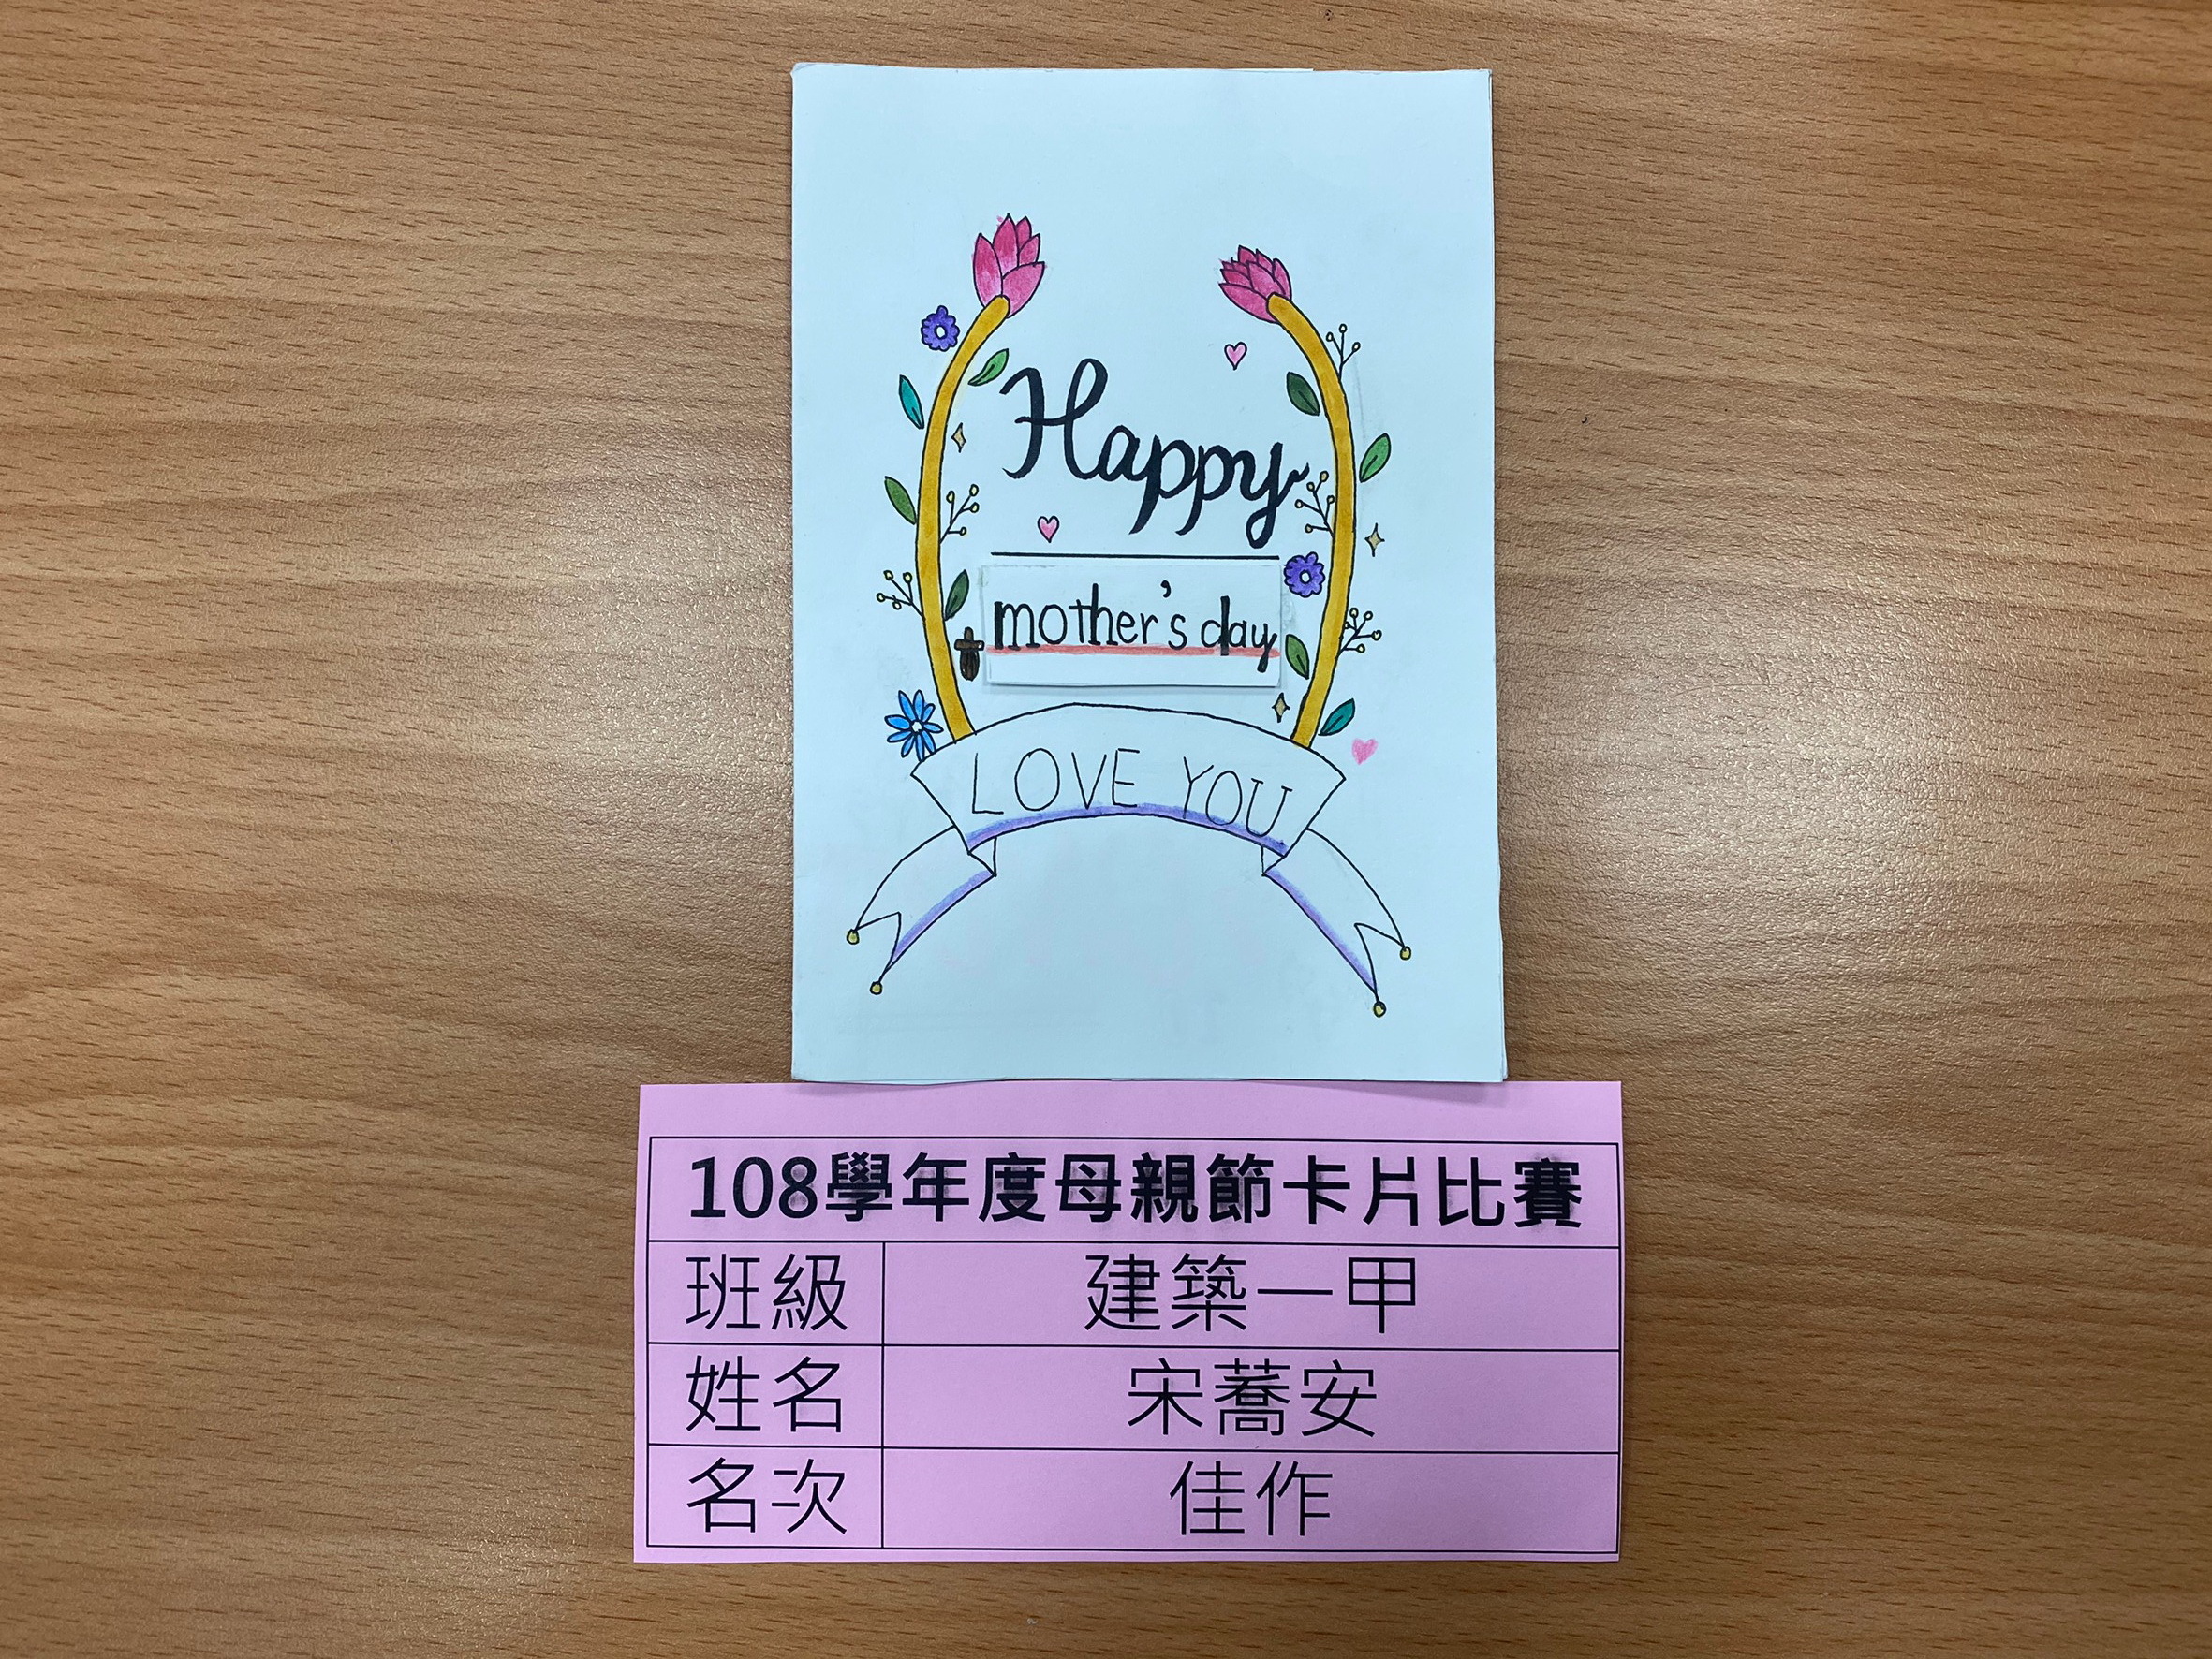 Happy
mother's day
LOVE YOU
108學年度母親節卡片比賽
班級 建築一甲
姓名 宋蕎安
名次 佳作